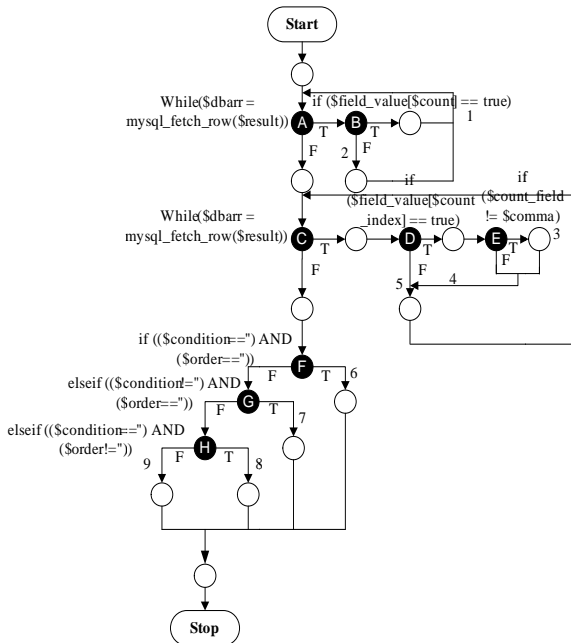 Start
While($dbarr =
mysql_fetch_row($result))
if ($field_value[$count] == true)
A
T
B
T
1
F
2
F
if
($field_value[$count
_index] == true)
if
($count_field
!= $comma)
While($dbarr =
mysql_fetch_row($result))
C
T
D
T
E
T
3
F
F
F
4
5
if (($condition=='') AND
($order==''))
F
F
T
6
elseif (($condition!='') AND
($order==''))
G
F
T
7
elseif (($condition=='') AND
($order!=''))
H
9
F
T
8
Stop